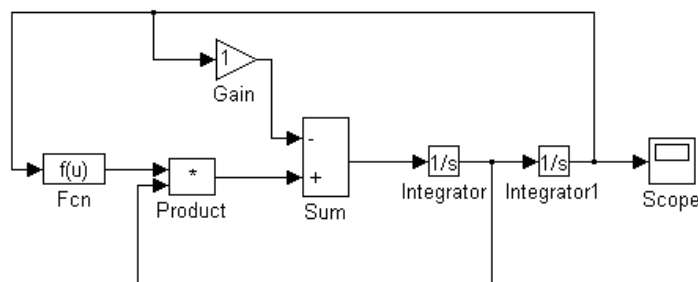 1
Gain
-
+
f(u)
*
1/s
1/s
Fcn
Product
Sum
Integrator
Integrator1
Scope